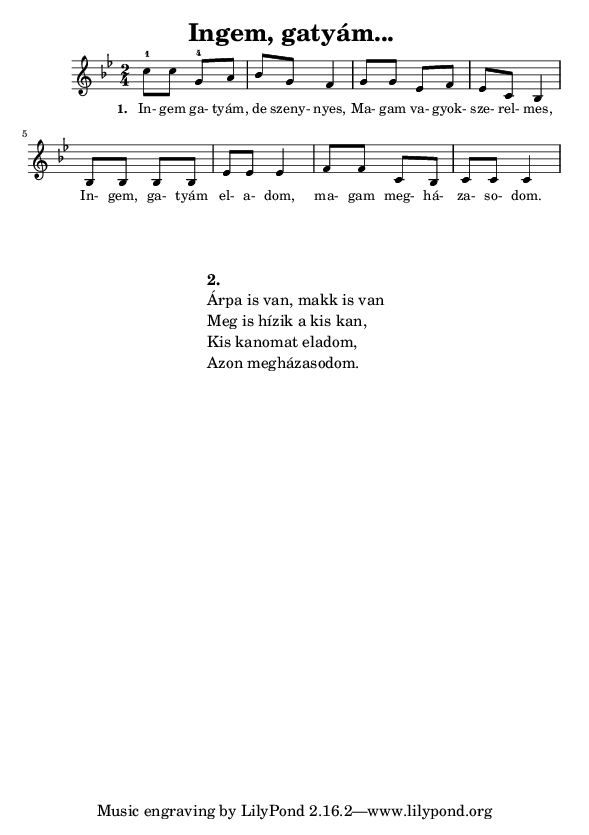 Ingem, gatyám...
4 4
2
4
1. In- gem ga- tyám, de szeny- nyes, Ma- gam va- gyok- sze- rel- mes,
5
In- gem, ga- tyám el- a- dom, ma- gam meg- há- za- so- dom.
2.
Árpa is van, makk is van
Meg is hízik a kis kan,
Kis kanomat eladom,
Azon megházasodom.
Music engraving by LilyPond 2.16.2—www.lilypond.org